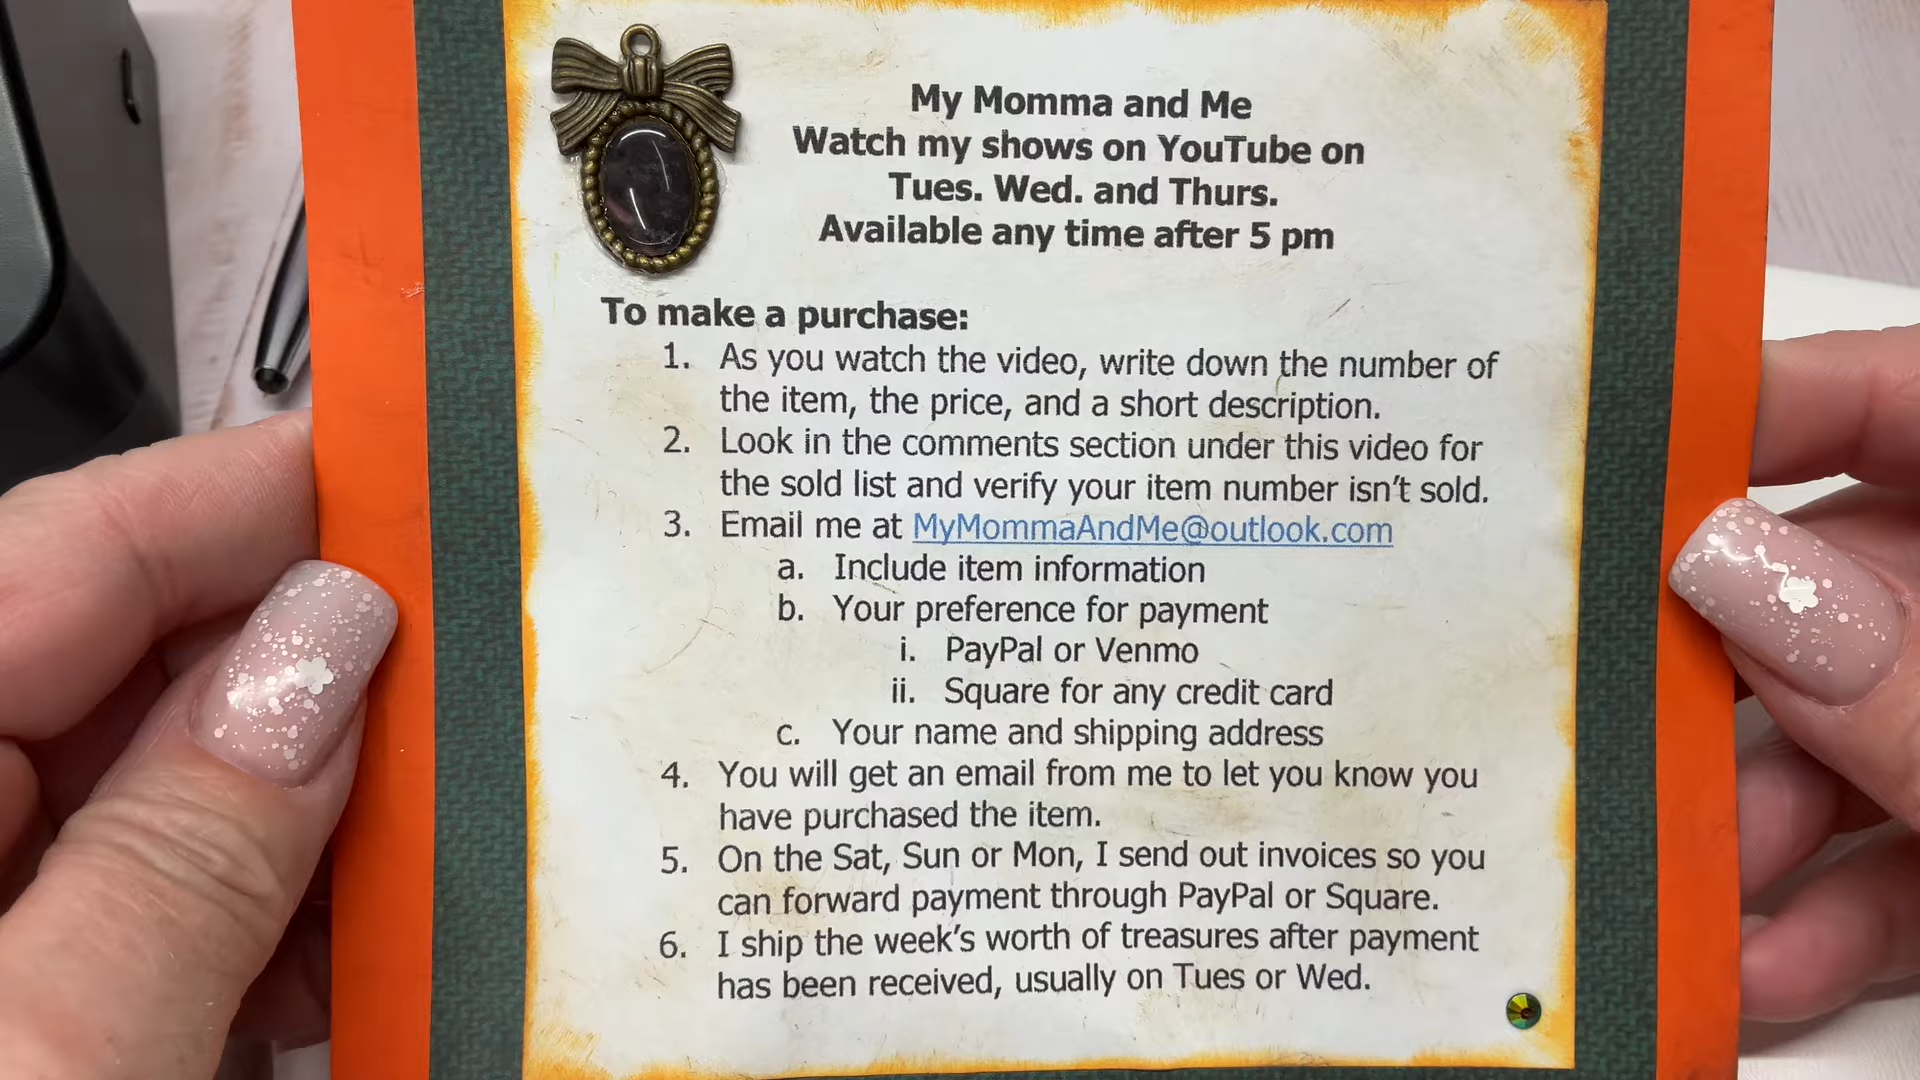 My Momma and Me
Watch my shows on YouTube on
Tues. Wed. and Thurs.
Available any time after 5 pm
To make a purchase:
1. As you watch the video, write down the number of
the item, the price, and a short description.
2. Look in the comments section under this video for
the sold list and verify your item number isn't sold.
3. Email me at MyMommaAndMe@outlook.com
a. Include item information
b. Your preference for payment
i. PayPal or Venmo
ii. Square for any credit card
c. Your name and shipping address
4. You will get an email from me to let you know you
have purchased the item.
5. On the Sat, Sun or Mon, I send out invoices so you
can forward payment through PayPal or Square.
6. I ship the week's worth of treasures after payment
has been received, usually on Tues or Wed.